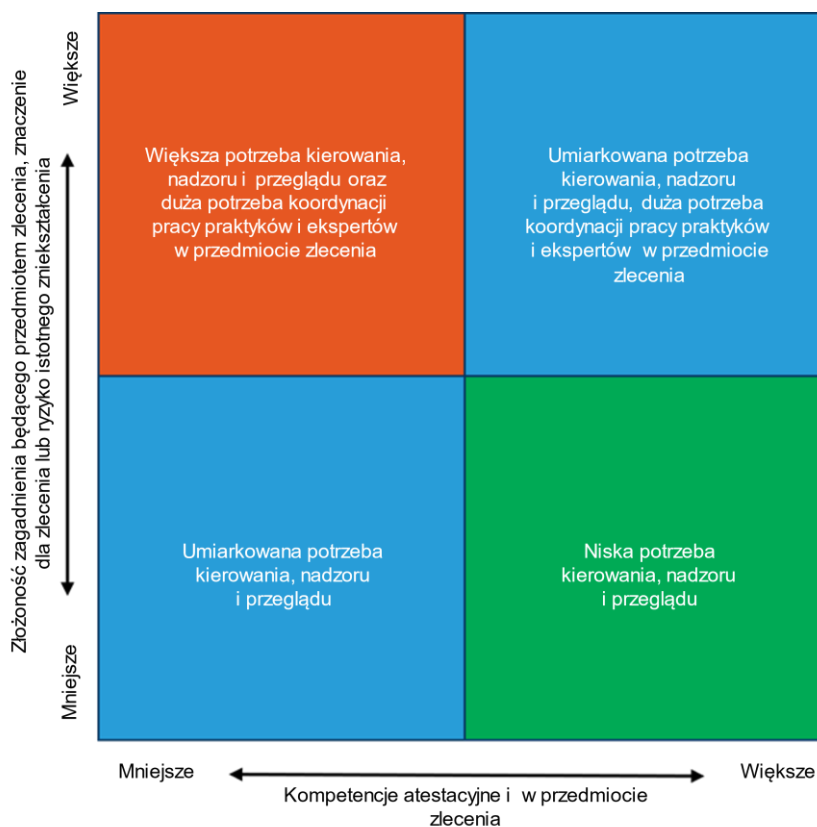 Większe
Złożoność zagadnienia będącego przedmiotem zlecenia, znaczenie
dla zlecenia lub ryzyko istotnego zniekształcenia
Mniejsze
Większa potrzeba kierowania,
nadzoru i przeglądu oraz
duża potrzeba koordynacji
pracy praktyków i ekspertów
w przedmiocie zlecenia
Umiarkowana potrzeba
kierowania, nadzoru
i przeglądu, duża potrzeba
koordynacji pracy praktyków
i ekspertów w przedmiocie
zlecenia
Umiarkowana potrzeba
kierowania, nadzoru
i przeglądu
Niska potrzeba
kierowania, nadzoru
i przeglądu
Mniejsze
Większe
Kompetencje atestacyjne i w przedmiocie
zlecenia